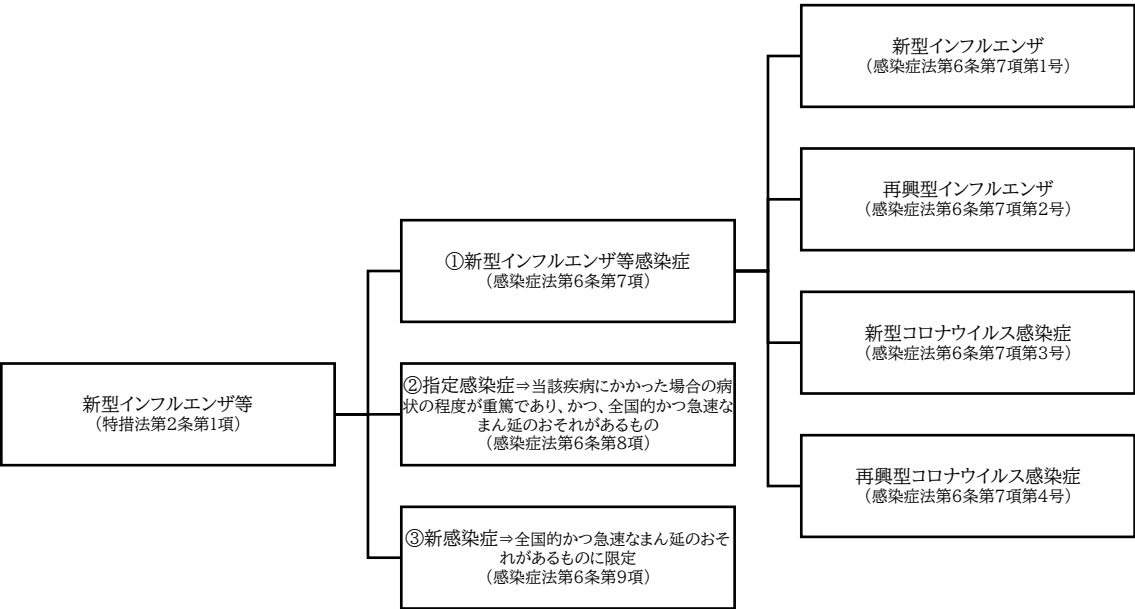 新型インフルエンザ等
（特措法第2条第1項）
①新型インフルエンザ等感染症
（感染症法第6条第7項）
②指定感染症⇒当該疾病にかかった場合の病
状の程度が重篤であり、かつ、全国的かつ急速な
まん延のおそれがあるもの
（感染症法第6条第8項）
③新感染症⇒全国的かつ急速なまん延のおそ
れがあるものに限定
（感染症法第6条第9項）
新型インフルエンザ
（感染症法第6条第7項第1号）
再興型インフルエンザ
（感染症法第6条第7項第2号）
新型コロナウイルス感染症
（感染症法第6条第7項第3号）
再興型コロナウイルス感染症
（感染症法第6条第7項第4号）